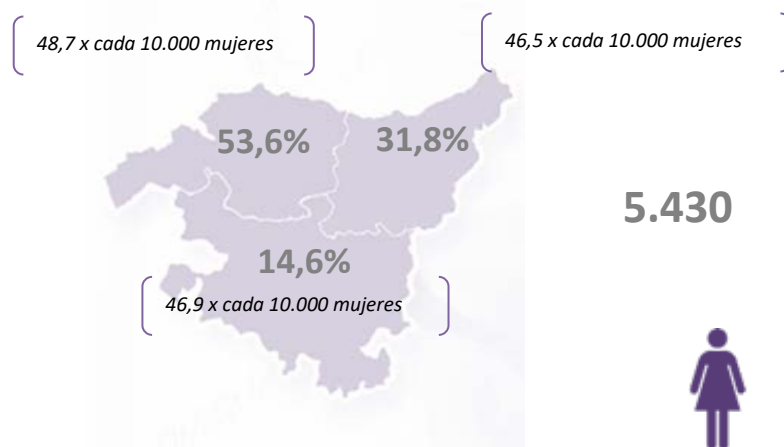 48,7 x cada 10.000 mujeres
46,5 x cada 10.000 mujeres
53,6%
31,8%
5.430
14,6%
46,9 x cada 10.000 mujeres